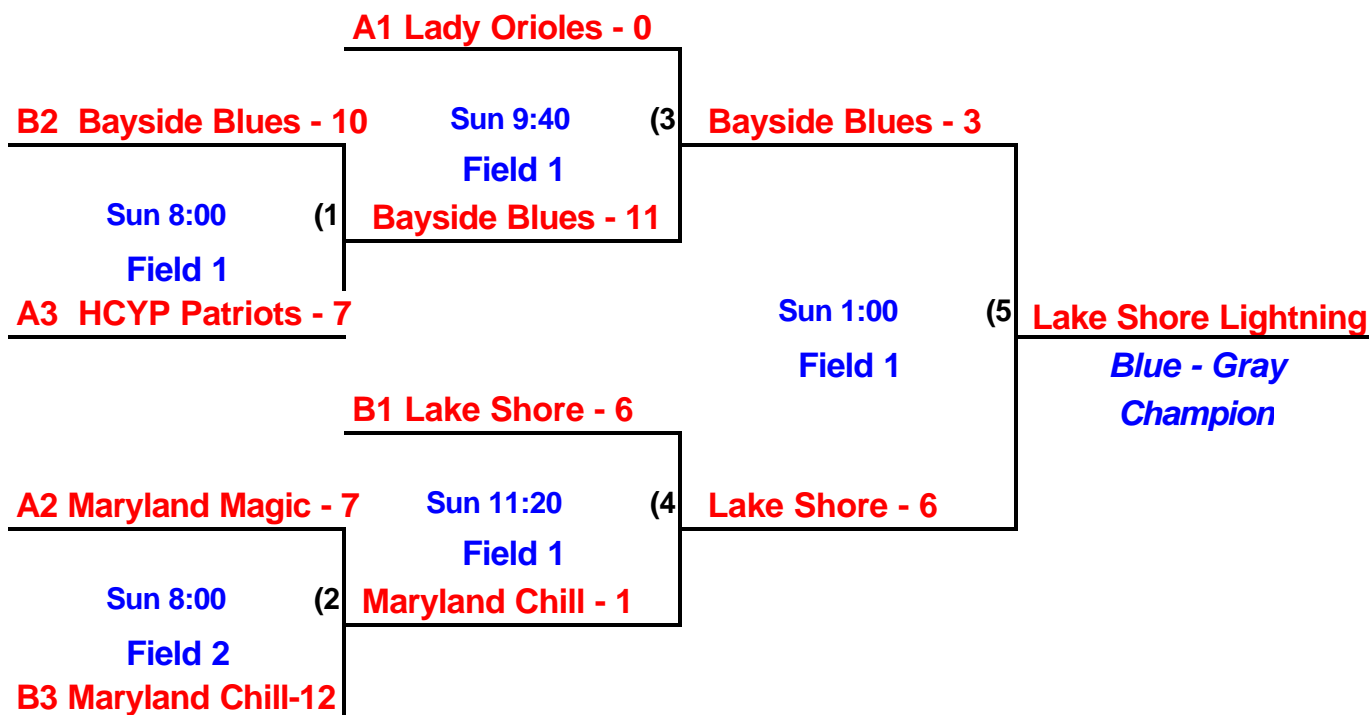 A1 Lady Orioles - 0
B2 Bayside Blues - 10
Sun 9:40 (3
Bayside Blues - 3
Field 1
Sun 8:00 (1
Bayside Blues - 11
Field 1
A3 HCYP Patriots - 7
Sun 1:00 (5
Lake Shore Lightning
Field 1
Blue - Gray
Champion
B1 Lake Shore - 6
A2 Maryland Magic - 7
Sun 11:20 (4
Lake Shore - 6
Field 1
Sun 8:00 (2
Maryland Chill - 1
Field 2
B3 Maryland Chill-12